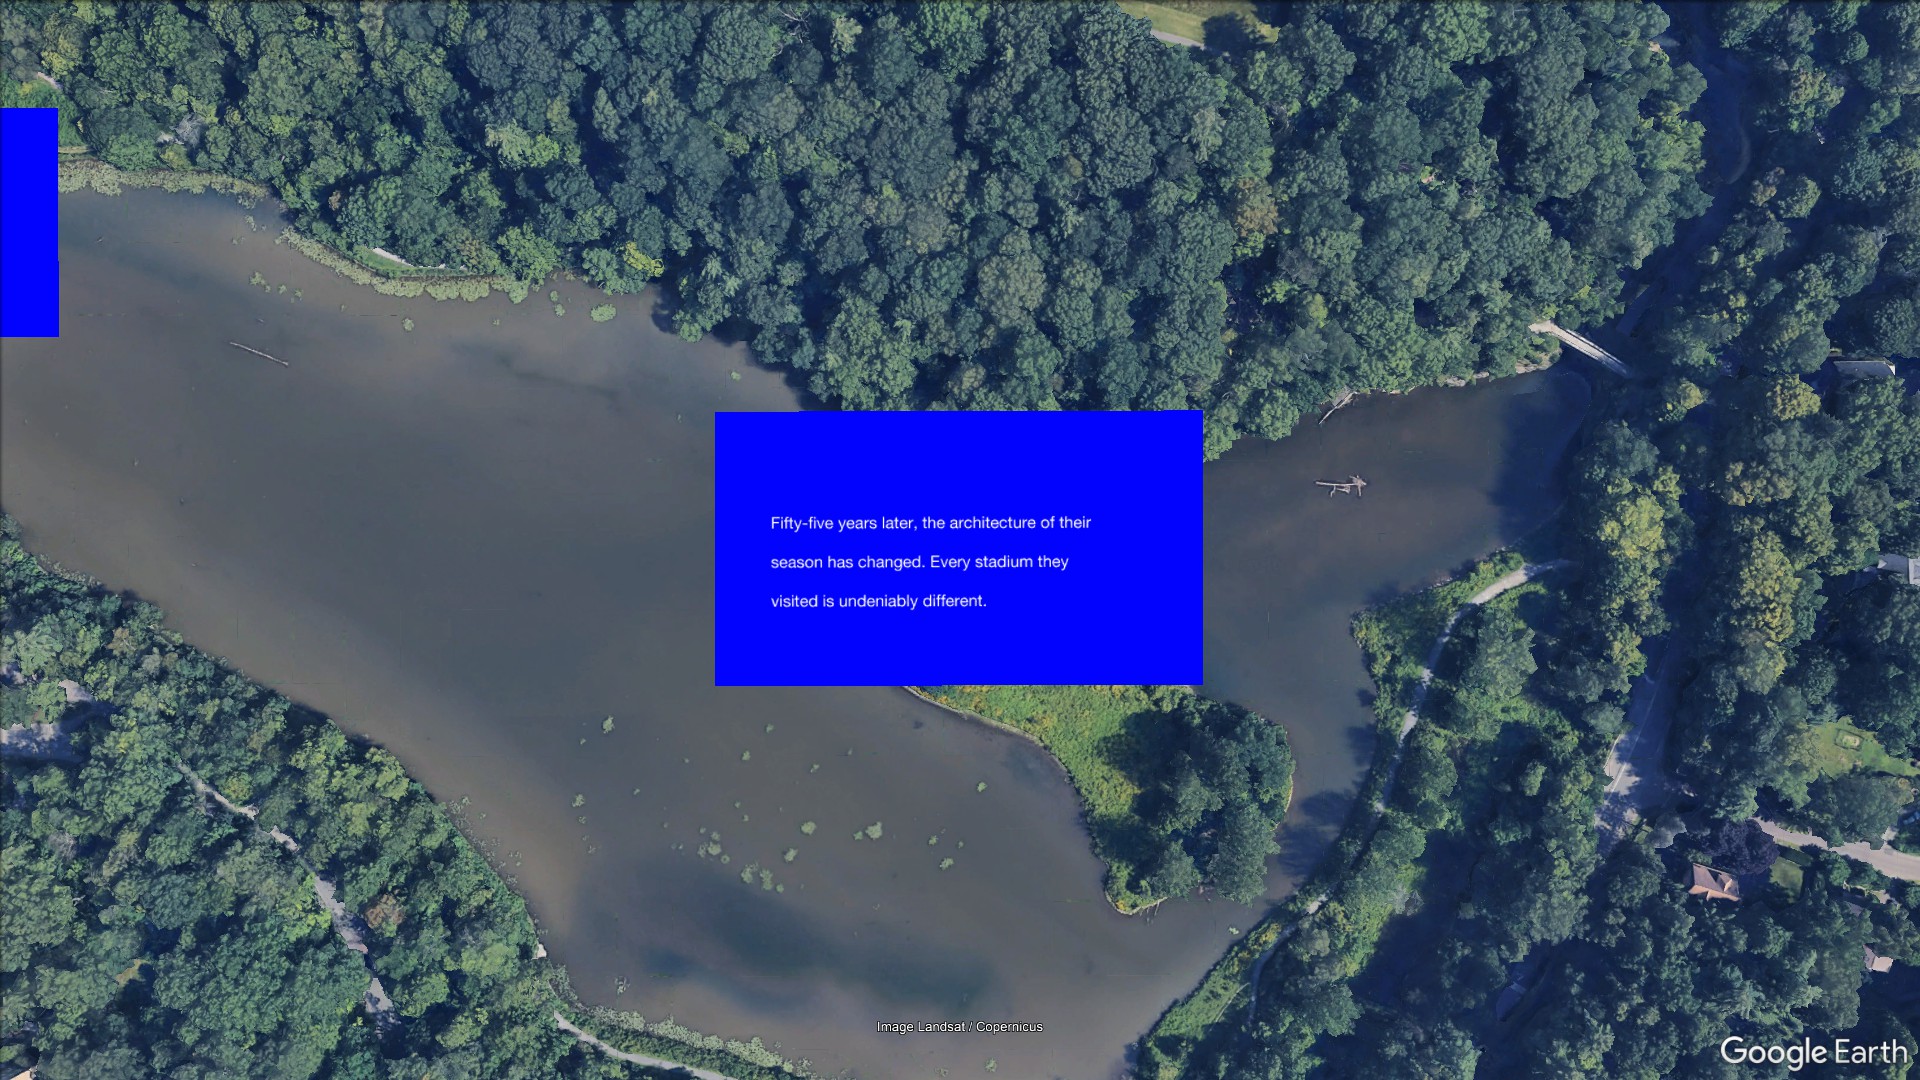 Fifty-five years later, the architecture of their
season has changed. Every stadium they
visited is undeniably different.
Image Landsat / Copernicus
Google Earth